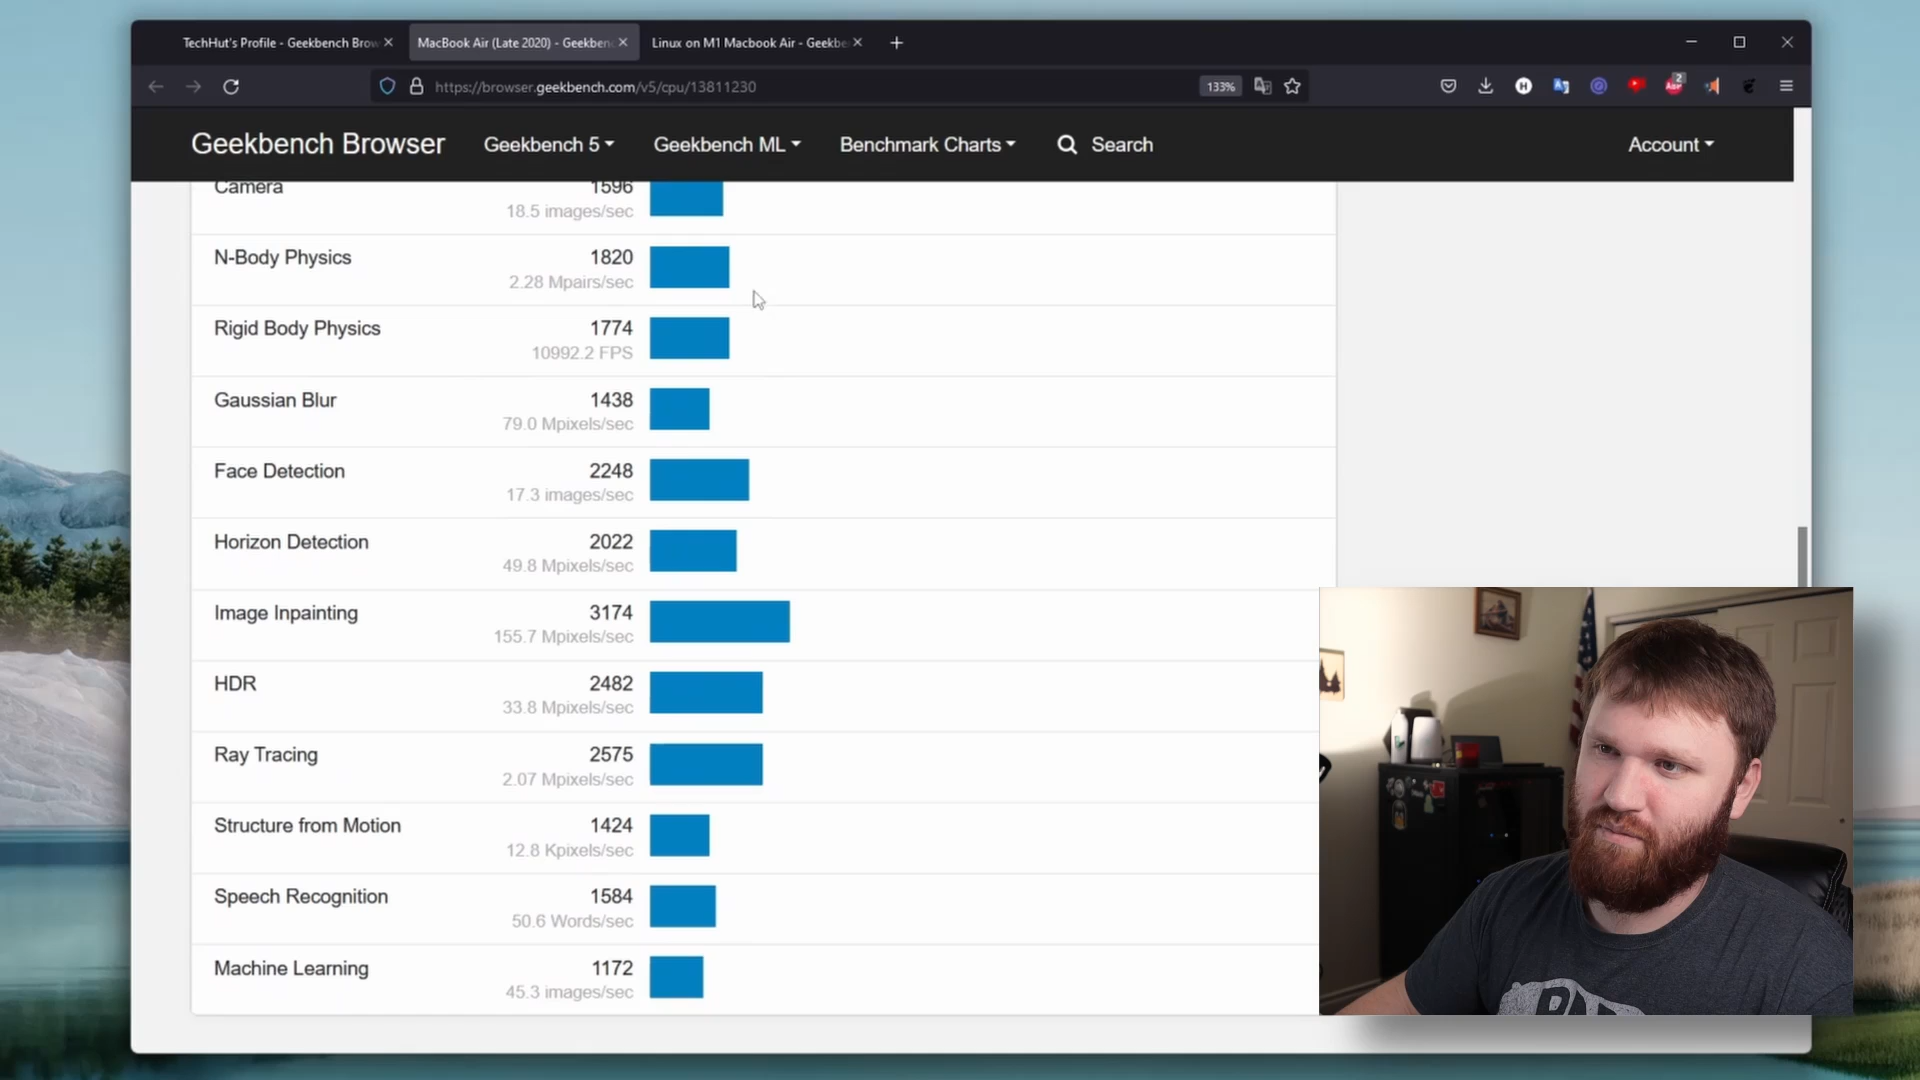 TechHut's Profile - Geekbench Brow
MacBook Air (Late 2020) - Geekben
Linux on M1 Macbook Air - Geekbe
https://browser.geekbench.com/v5/cpu/13811230
133%
2
ABP
Geekbench Browser
Geekbench 5
Geekbench ML
Benchmark Charts
Search
Account
Camera 1596
18.5 images/sec
N-Body Physics 1820
2.28 Mpairs/sec
Rigid Body Physics 1774
10992.2 FPS
Gaussian Blur 1438
79.0 Mpixels/sec
Face Detection 2248
17.3 images/sec
Horizon Detection 2022
49.8 Mpixels/sec
Image Inpainting 3174
155.7 Mpixels/sec
HDR 2482
33.8 Mpixels/sec
Ray Tracing 2575
2.07 Mpixels/sec
Structure from Motion 1424
12.8 Kpixels/sec
Speech Recognition 1584
50.6 Words/sec
Machine Learning 1172
45.3 images/sec